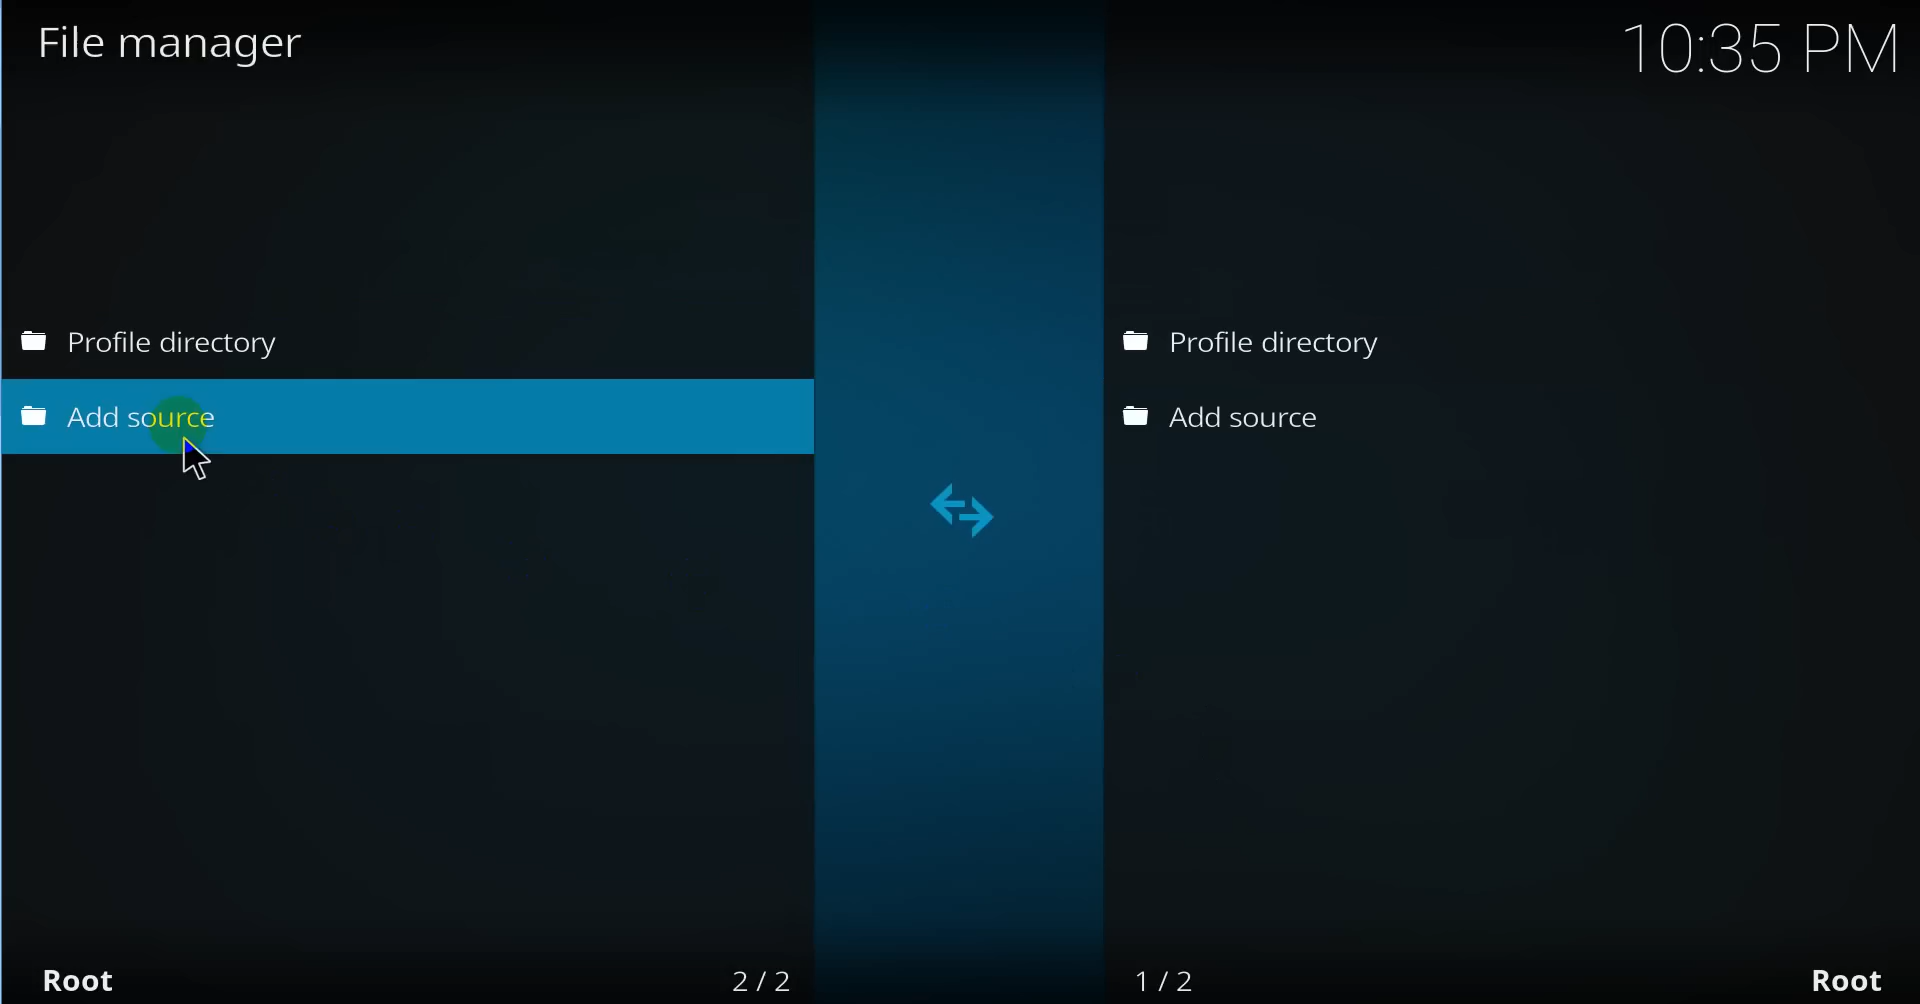 File manager
10:35 PM
Profile directory
Add source
Profile directory
Add source
Root
2 / 2
1 / 2
Root